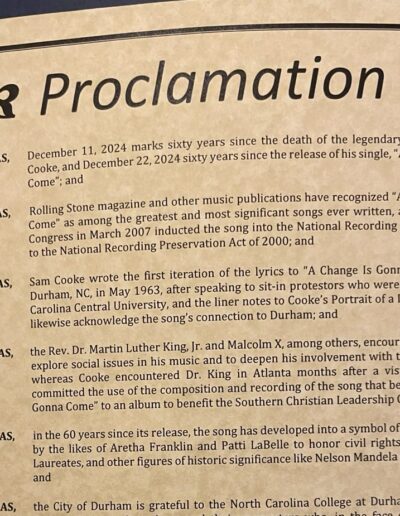 R Proclamation
AS, December 11, 2024 marks sixty years since the death of the legendary
Cooke, and December 22, 2024 sixty years since the release of his single, "A
Come"; and
AS, Rolling Stone magazine and other music publications have recognized "A
Come" as among the greatest and most significant songs ever written, a
Congress in March 2007 inducted the song into the National Recording
to the National Recording Preservation Act of 2000; and
AS, Sam Cooke wrote the first iteration of the lyrics to "A Change Is Gonn
Durham, NC, in May 1963, after speaking to sit-in protestors who were
Carolina Central University, and the liner notes to Cooke's Portrait of a L
likewise acknowledge the song's connection to Durham; and
AS, the Rev. Dr. Martin Luther King, Jr. and Malcolm X, among others, encour
explore social issues in his music and to deepen his involvement with t
whereas Cooke encountered Dr. King in Atlanta months after a vis
committed the use of the composition and recording of the song that be
Gonna Come" to an album to benefit the Southern Christian Leadership C
AS, in the 60 years since its release, the song has developed into a symbol of
by the likes of Aretha Franklin and Patti LaBelle to honor civil rights
Laureates, and other figures of historic significance like Nelson Mandela
and
AS, the City of Durham is grateful to the North Carolina College at Durha
in the face